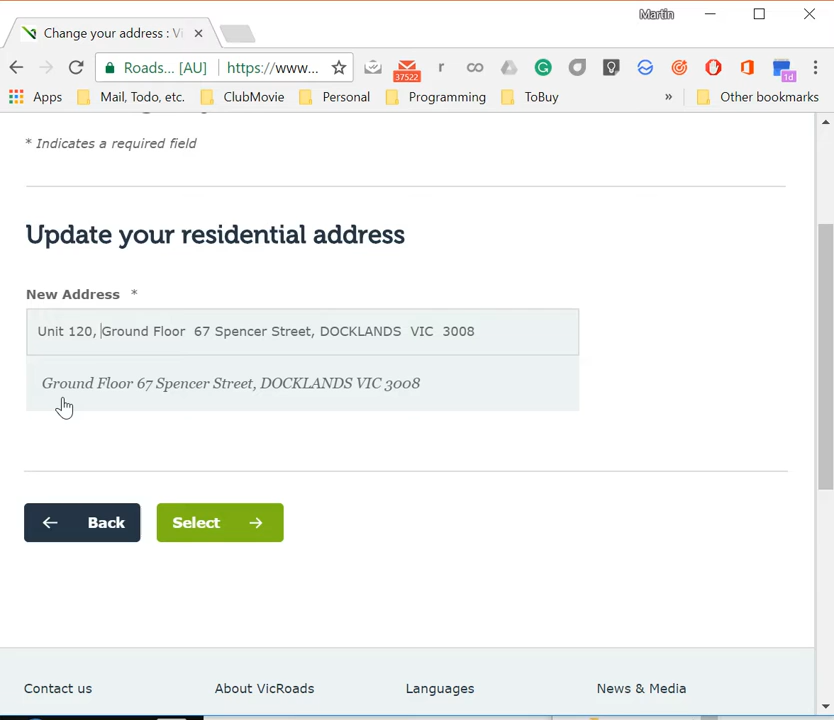 Martin
Change your address : Vi
Roads... [AU] https://www...
37522
r
1d
Apps Mail, Todo, etc. ClubMovie Personal Programming ToBuy » Other bookmarks
* Indicates a required field
Update your residential address
New Address *
Unit 120, Ground Floor 67 Spencer Street, DOCKLANDS VIC 3008
Ground Floor 67 Spencer Street, DOCKLANDS VIC 3008
Back Select
Contact us About VicRoads Languages News & Media